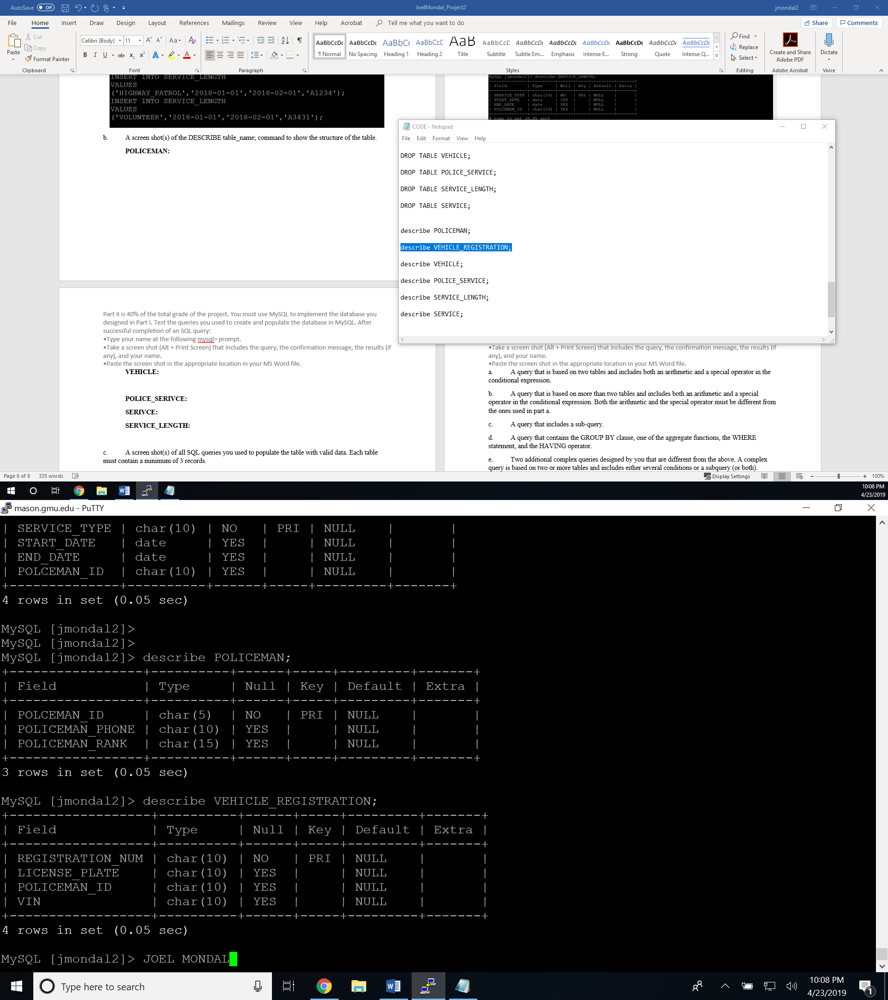 AutoSave Off JoelMondal_Project2 jmondal2
File Home Insert Draw Design Layout References Mailings Review View Help Acrobat Tell me what you want to do Share Comments
Paste Cut Copy Format Painter
Calibri (Body) 11
AaBbCcDc AaBbCcDc AaBbCc AaBbCcC AaB AaBbCcD AaBbCcDc AaBbCcDc AaBbCcDc AaBbCcDc AaBbCcDc AaBbCcDc
¶ Normal No Spacing Heading 1 Heading 2 Title Subtitle Subtle Em... Emphasis Intense E... Strong Quote Intense Q...
Find Replace Select
Create and Share Adobe PDF
Dictate
Clipboard Font Paragraph Styles Editing Adobe Acrobat Voice
INSERT INTO SERVICE_LENGTH
VALUES
('HIGHWAY_PATROL','2018-01-01','2018-02-01','A1234');
INSERT INTO SERVICE_LENGTH
VALUES
('VOLUNTEER','2018-01-01','2018-02-01','A3431');
b. A screen shot(s) of the DESCRIBE table_name; command to show the structure of the table.
POLICEMAN:
MySQL [jmondal2]> describe SERVICE_LENGTH;
| Field | Type | Null | Key | Default | Extra |
| SERVICE_TYPE | char(10) | NO | PRI | NULL | |
| START_DATE | date | YES | | NULL | |
| END_DATE | date | YES | | NULL | |
| POLCEMAN_ID | char(10) | YES | | NULL | |
4 rows in set (0.05 sec)
CODE - Notepad
File Edit Format View Help
DROP TABLE VEHICLE;
DROP TABLE POLICE_SERVICE;
DROP TABLE SERVICE_LENGTH;
DROP TABLE SERVICE;
describe POLICEMAN;
describe VEHICLE_REGISTRATION;
describe VEHICLE;
describe POLICE_SERVICE;
describe SERVICE_LENGTH;
describe SERVICE;
Part II is 40% of the total grade of the project. You must use MySQL to implement the database you
designed in Part I. Test the queries you used to create and populate the database in MySQL. After
successful completion of an SQL query:
•Type your name at the following mysql> prompt.
•Take a screen shot (Alt + Print Screen) that includes the query, the confirmation message, the results (if
any), and your name.
•Paste the screen shot in the appropriate location in your MS Word file.
VEHICLE:
POLICE_SERIVCE:
SERIVCE:
SERVICE_LENGTH:
c. A screen shot(s) of all SQL queries you used to populate the table with valid data. Each table
must contain a minimum of 3 records.
•Take a screen shot (Alt + Print Screen) that includes the query, the confirmation message, the results (if
any), and your name.
•Paste the screen shot in the appropriate location in your MS Word file.
a. A query that is based on two tables and includes both an arithmetic and a special operator in the
conditional expression.
b. A query that is based on more than two tables and includes both an arithmetic and a special
operator in the conditional expression. Both the arithmetic and the special operator must be different from
the ones used in part a.
c. A query that includes a sub-query.
d. A query that contains the GROUP BY clause, one of the aggregate functions, the WHERE
statement, and the HAVING operator.
e. Two additional complex queries designed by you that are different from the above. A complex
query is based on two or more tables and includes either several conditions or a subquery (or both).
Page 6 of 8 335 words Display Settings 100%
10:08 PM
4/23/2019
mason.gmu.edu - PuTTY
| SERVICE_TYPE | char(10) | NO | PRI | NULL | |
| START_DATE | date | YES | | NULL | |
| END_DATE | date | YES | | NULL | |
| POLCEMAN_ID | char(10) | YES | | NULL | |
+--------------+----------+------+-----+---------+-------+
4 rows in set (0.05 sec)
MySQL [jmondal2]>
MySQL [jmondal2]>
MySQL [jmondal2]> describe POLICEMAN;
+-----------------+----------+------+-----+---------+-------+
| Field | Type | Null | Key | Default | Extra |
+-----------------+----------+------+-----+---------+-------+
| POLCEMAN_ID | char(5) | NO | PRI | NULL | |
| POLICEMAN_PHONE | char(10) | YES | | NULL | |
| POLICEMAN_RANK | char(15) | YES | | NULL | |
+-----------------+----------+------+-----+---------+-------+
3 rows in set (0.05 sec)
MySQL [jmondal2]> describe VEHICLE_REGISTRATION;
+------------------+----------+------+-----+---------+-------+
| Field | Type | Null | Key | Default | Extra |
+------------------+----------+------+-----+---------+-------+
| REGISTRATION_NUM | char(10) | NO | PRI | NULL | |
| LICENSE_PLATE | char(10) | YES | | NULL | |
| POLICEMAN_ID | char(10) | YES | | NULL | |
| VIN | char(10) | YES | | NULL | |
+------------------+----------+------+-----+---------+-------+
4 rows in set (0.05 sec)
MySQL [jmondal2]> JOEL MONDAL
Type here to search
10:08 PM
4/23/2019
1